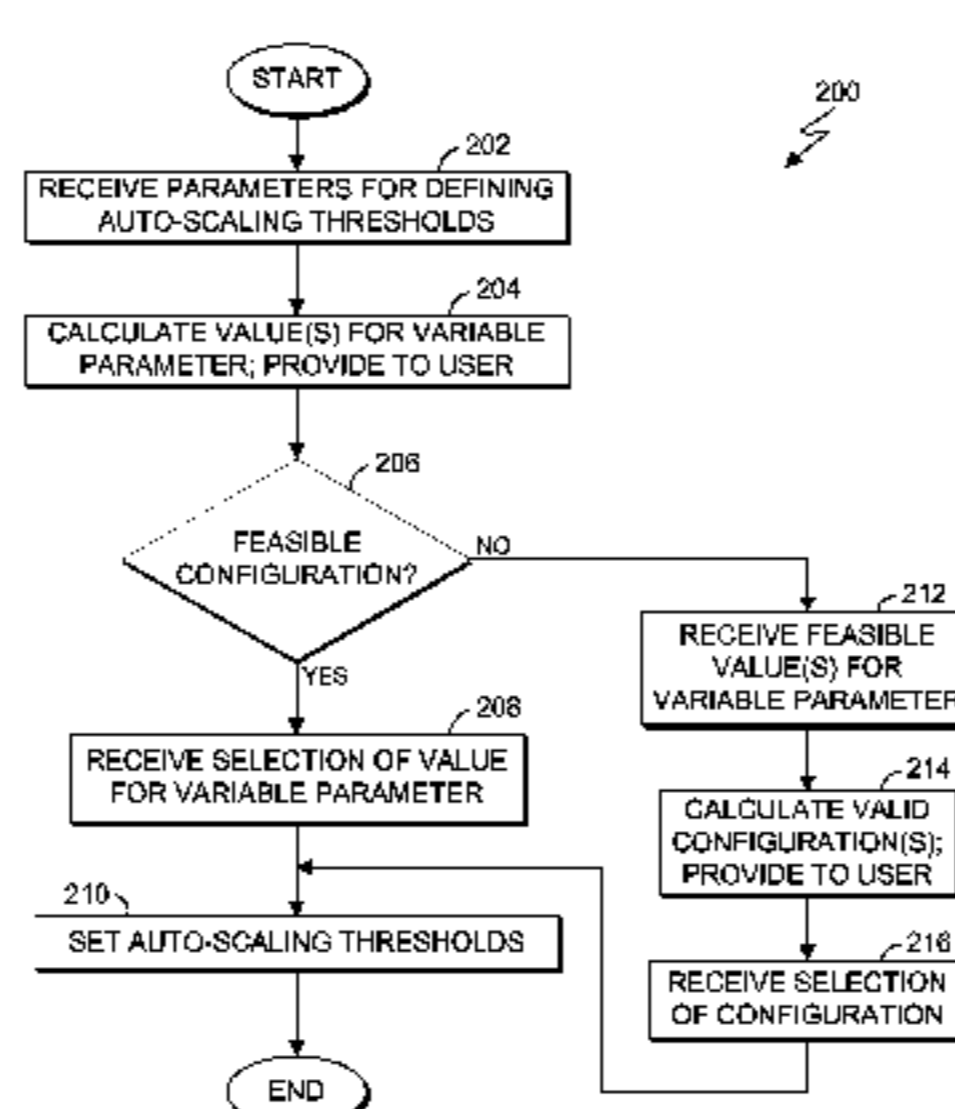 START
200
202
RECEIVE PARAMETERS FOR DEFINING
AUTO-SCALING THRESHOLDS
204
CALCULATE VALUE(S) FOR VARIABLE
PARAMETER; PROVIDE TO USER
206
FEASIBLE
CONFIGURATION?
NO
YES
208
RECEIVE SELECTION OF VALUE
FOR VARIABLE PARAMETER
210
SET AUTO-SCALING THRESHOLDS
END
212
RECEIVE FEASIBLE
VALUE(S) FOR
VARIABLE PARAMETER
214
CALCULATE VALID
CONFIGURATION(S);
PROVIDE TO USER
216
RECEIVE SELECTION
OF CONFIGURATION